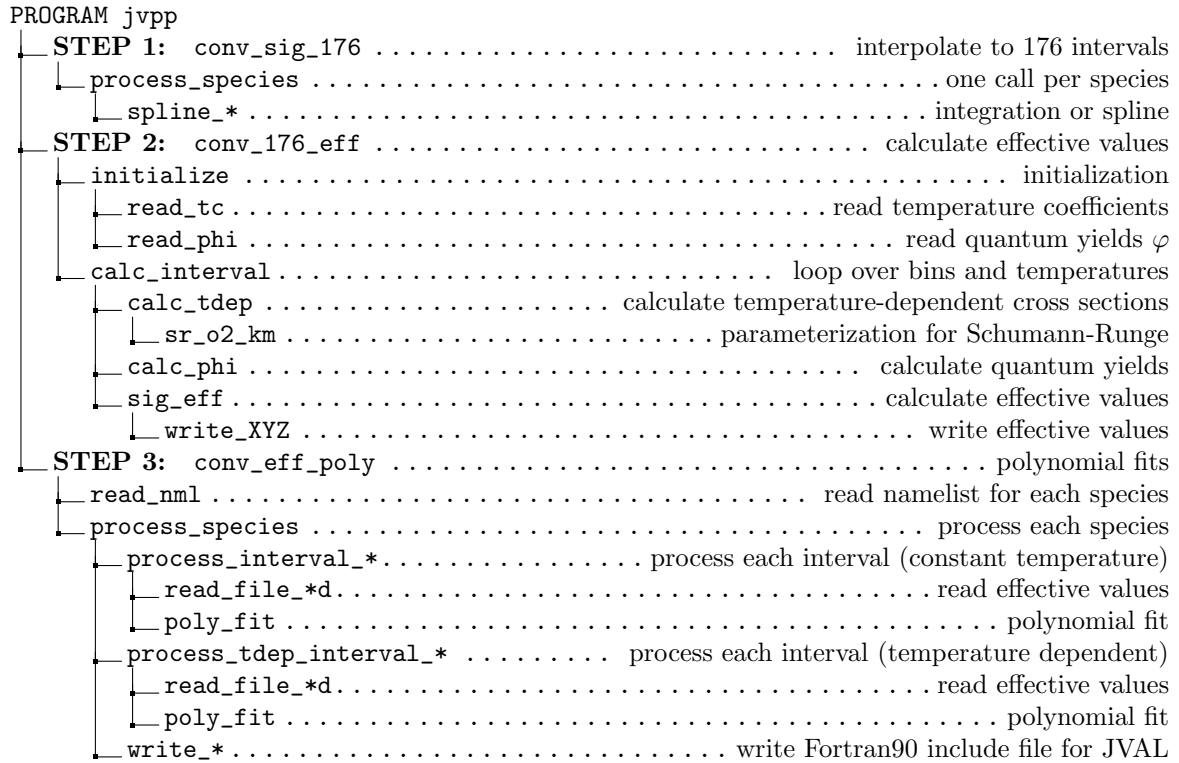 PROGRAM jvpp
STEP 1: conv_sig_176 ................................ interpolate to 176 intervals
process_species ............................................. one call per species
spline_* ................................................ integration or spline
STEP 2: conv_176_eff ................................ calculate effective values
initialize ...................................................... initialization
read_tc ......................................... read temperature coefficients
read_phi .............................................. read quantum yields φ
calc_interval ................................... loop over bins and temperatures
calc_tdep ......................... calculate temperature-dependent cross sections
sr_o2_km .............................. parameterization for Schumann-Runge
calc_phi ............................................ calculate quantum yields
sig_eff .............................................. calculate effective values
write_XYZ ........................................... write effective values
STEP 3: conv_eff_poly ......................................... polynomial fits
read_nml .......................................... read namelist for each species
process_species ........................................... process each species
process_interval_* .................. process each interval (constant temperature)
read_file_*d ......................................... read effective values
poly_fit ................................................. polynomial fit
process_tdep_interval_* ......... process each interval (temperature dependent)
read_file_*d ......................................... read effective values
poly_fit ................................................. polynomial fit
write_* .................................. write Fortran90 include file for JVAL